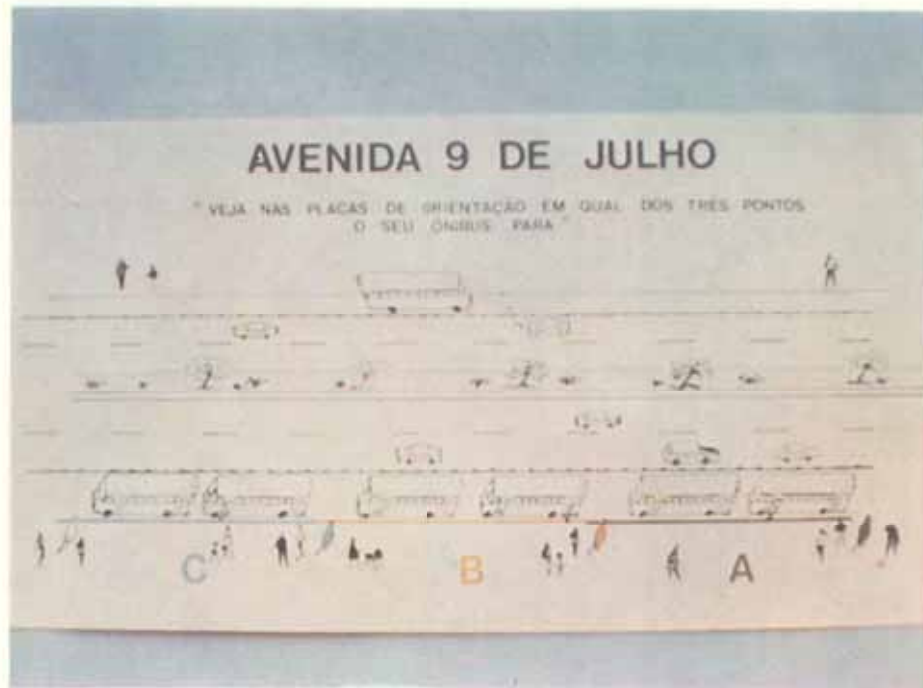 AVENIDA 9 DE JULHO
" VEJA NAS PLACAS DE ORIENTAÇÃO EM QUAL DOS TRÊS PONTOS
O SEU ÔNIBUS PARA "
C B A